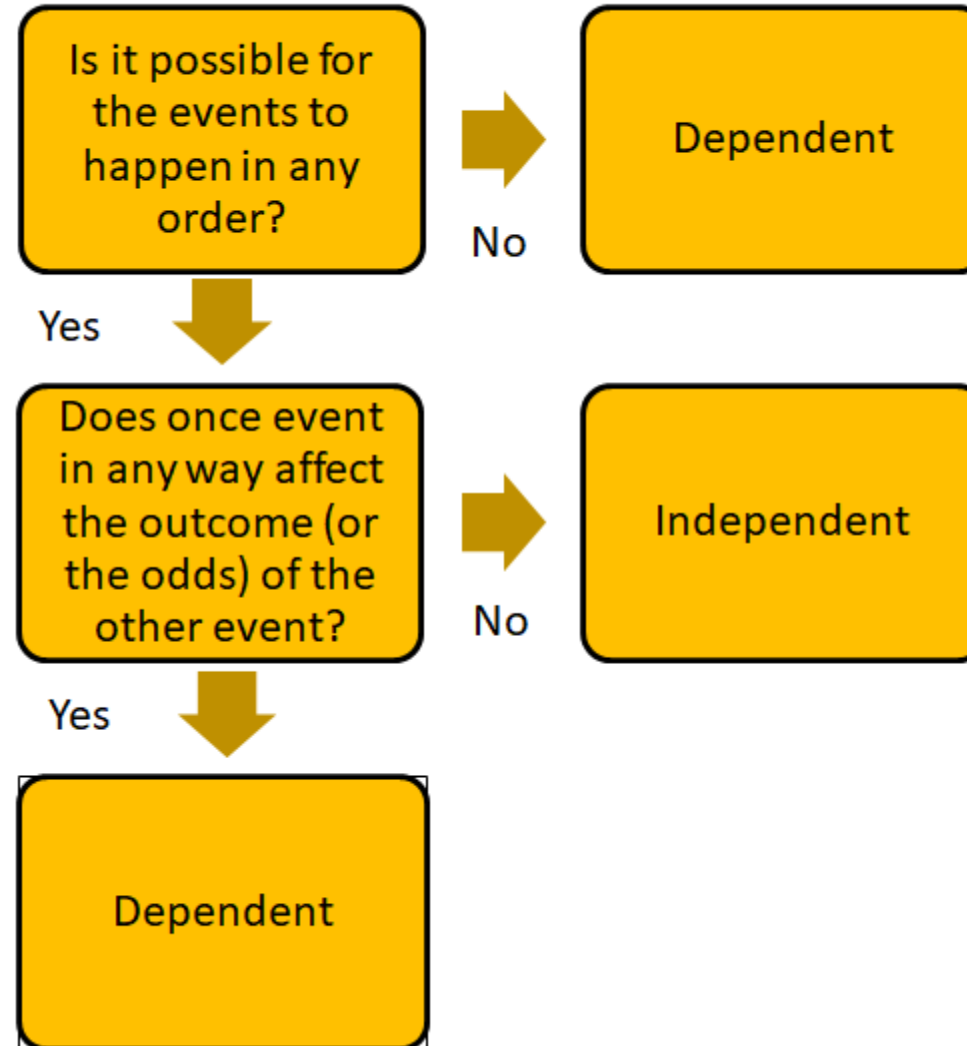 Is it possible for
the events to
happen in any
order?
No
Dependent
Yes
Does once event
in any way affect
the outcome (or
the odds) of the
other event?
No
Independent
Yes
Dependent